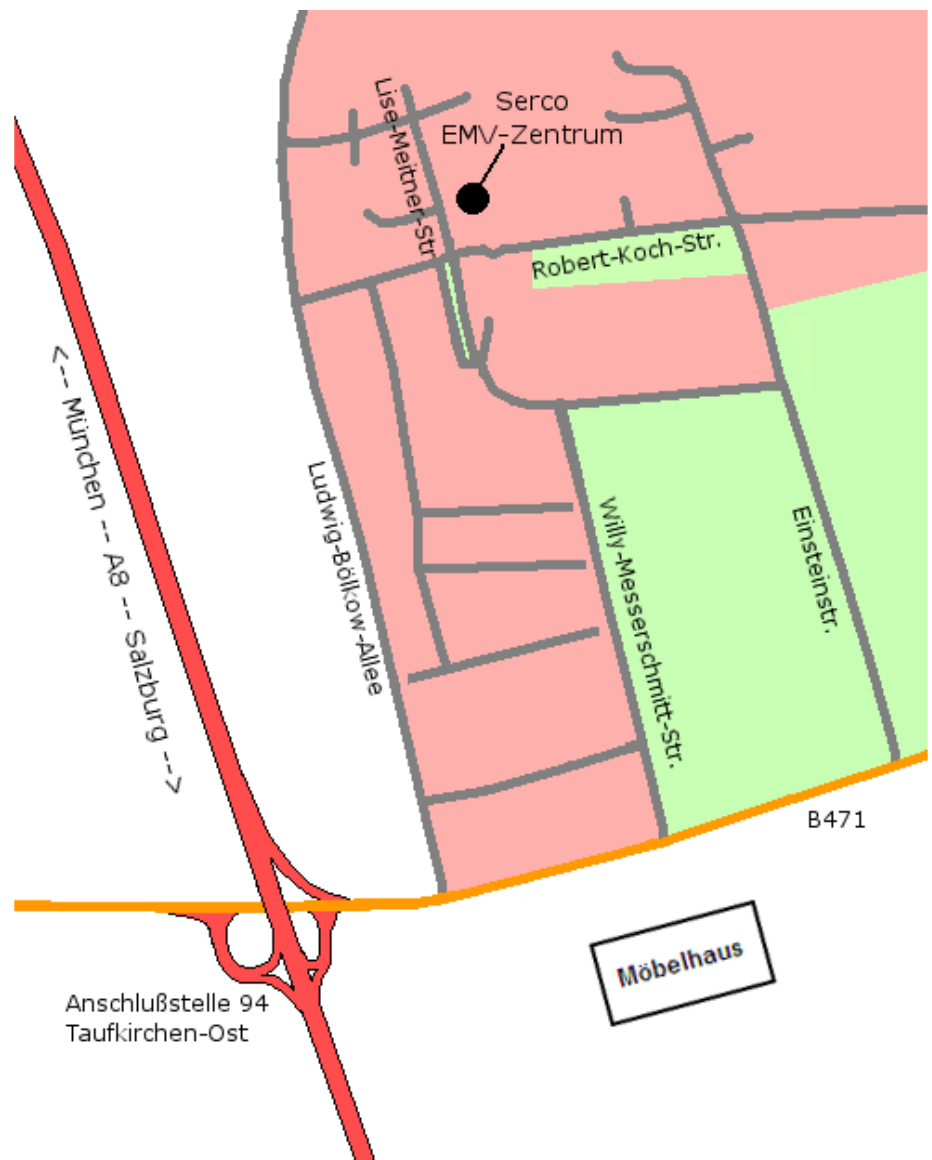 Serco
EMV-Zentrum
Lise-Meitner-Str
Robert-Koch-Str.
<--- München --- A8 -- Salzburg --->
Ludwig-Bölkow-Allee
Willy-Messerschmitt-Str.
Einsteinstr.
B471
Möbelhaus
Anschlußstelle 94
Taufkirchen-Ost